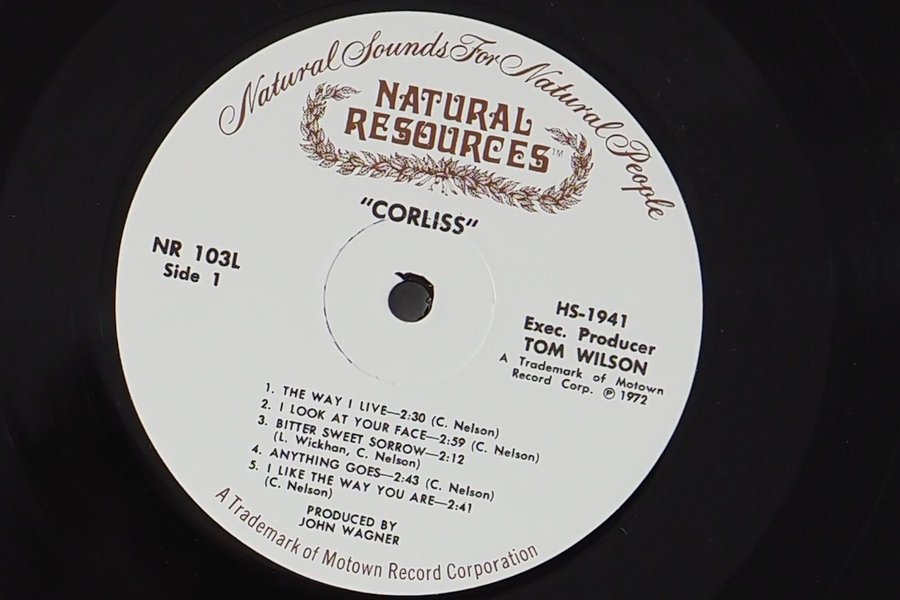 Natural Sounds For Natural People
NATURAL
RESOURCES™
"CORLISS"
NR 103L
Side 1
HS-1941
Exec. Producer
TOM WILSON
A Trademark of Motown
Record Corp. ℗ 1972
1. THE WAY I LIVE—2:30 (C. Nelson)
2. I LOOK AT YOUR FACE—2:59 (C. Nelson)
3. BITTER SWEET SORROW—2:12
(L. Wickhan, C. Nelson)
4. ANYTHING GOES—2:43 (C. Nelson)
5. I LIKE THE WAY YOU ARE—2:41
(C. Nelson)
PRODUCED BY
JOHN WAGNER
A Trademark of Motown Record Corporation